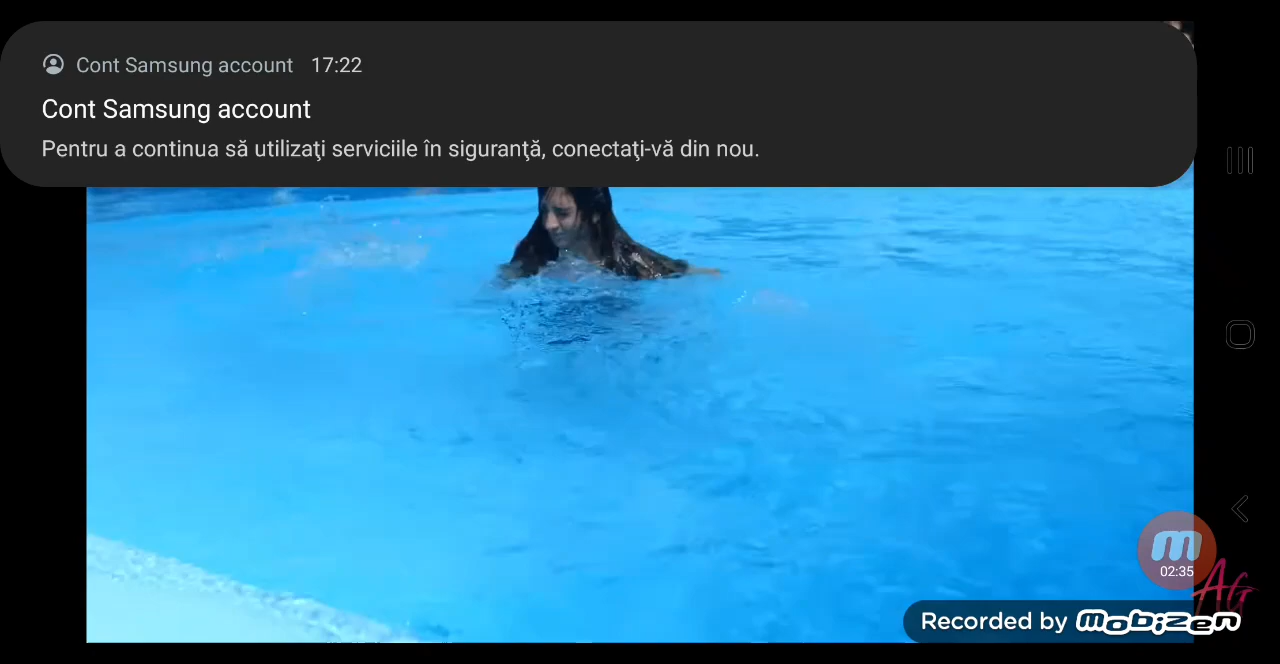 Cont Samsung account 17:22
Cont Samsung account
Pentru a continua să utilizaţi serviciile în siguranţă, conectaţi-vă din nou.
02:35
AG
Recorded by mobizen